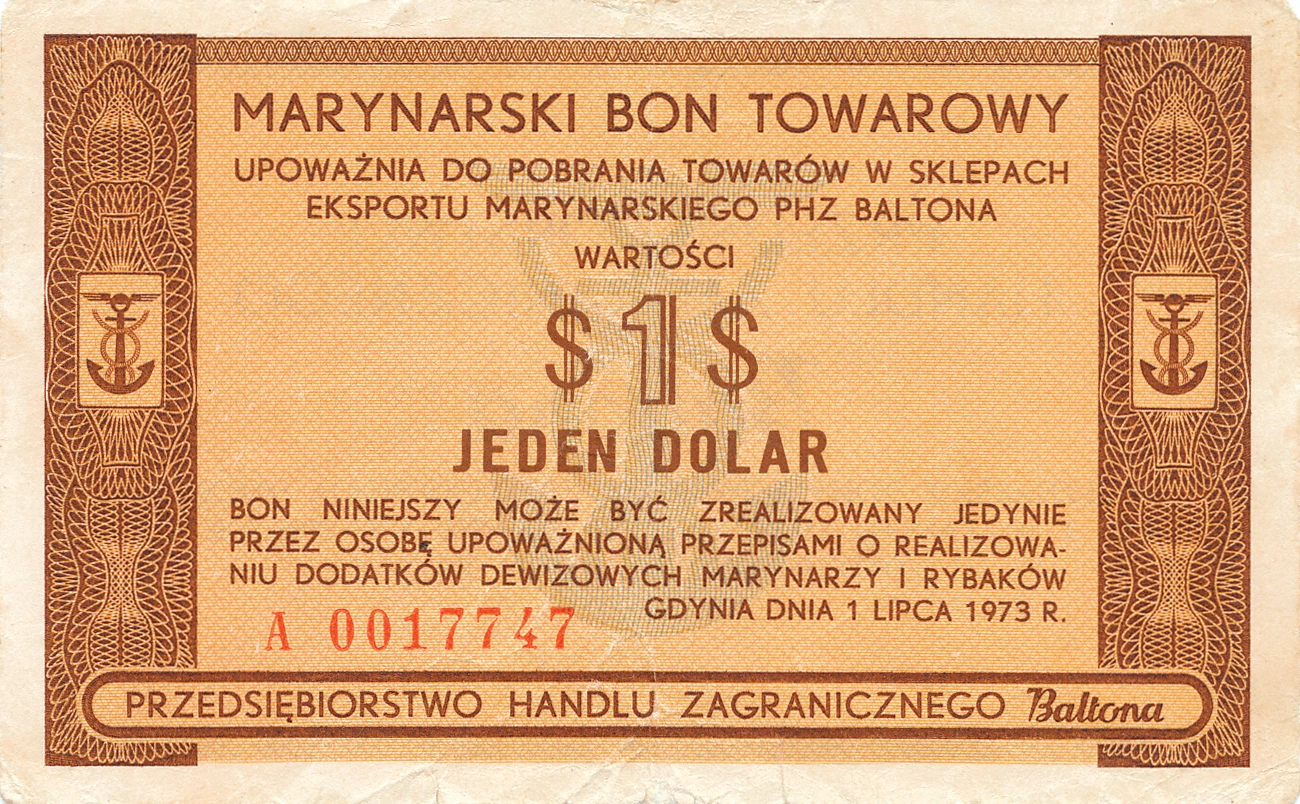 MARYNARSKI BON TOWAROWY
UPOWAŻNIA DO POBRANIA TOWARÓW W SKLEPACH
EKSPORTU MARYNARSKIEGO PHZ BALTONA
WARTOŚCI
$ 1 $
JEDEN DOLAR
BON NINIEJSZY MOŻE BYĆ ZREALIZOWANY JEDYNIE
PRZEZ OSOBĘ UPOWAŻNIONĄ PRZEPISAMI O REALIZOWA-
NIU DODATKÓW DEWIZOWYCH MARYNARZY I RYBAKÓW
GDYNIA DNIA 1 LIPCA 1973 R.
A 0017747
PRZEDSIĘBIORSTWO HANDLU ZAGRANICZNEGO Baltona